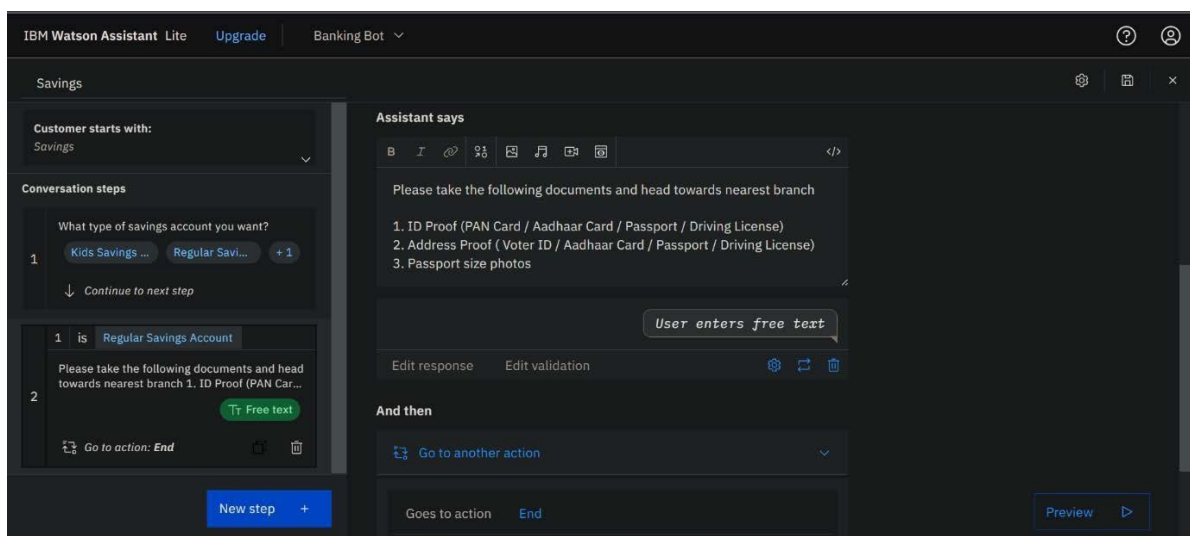 IBM Watson Assistant Lite Upgrade Banking Bot
Savings
Customer starts with:
Savings
Conversation steps
1
What type of savings account you want?
Kids Savings ... Regular Savi... + 1
Continue to next step
2
1 is Regular Savings Account
Please take the following documents and head
towards nearest branch 1. ID Proof (PAN Car...
Tт Free text
Go to action: End
New step +
Assistant says
B I </>
Please take the following documents and head towards nearest branch
1. ID Proof (PAN Card / Aadhaar Card / Passport / Driving License)
2. Address Proof ( Voter ID / Aadhaar Card / Passport / Driving License)
3. Passport size photos
User enters free text
Edit response Edit validation
And then
Go to another action
Goes to action End
Preview